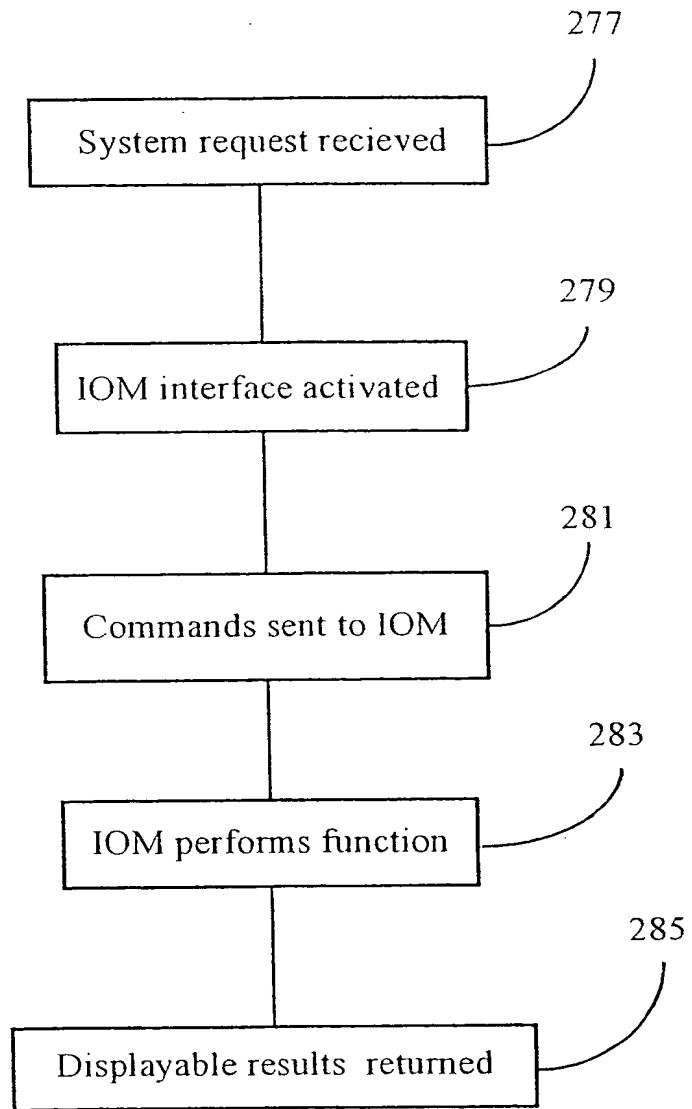 277
System request recieved
279
IOM interface activated
281
Commands sent to IOM
283
IOM performs function
285
Displayable results returned